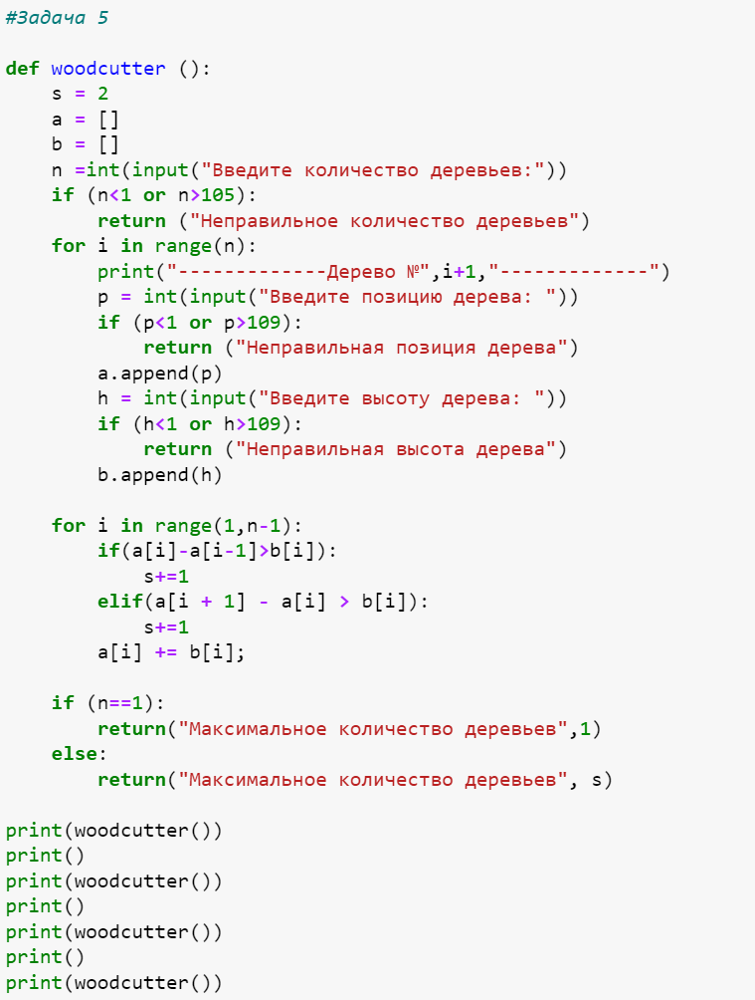 #Задача 5

def woodcutter ():
    s = 2
    a = []
    b = []
    n =int(input("Введите количество деревьев:"))
    if (n<1 or n>105):
        return ("Неправильное количество деревьев")
    for i in range(n):
        print("-------------Дерево №",i+1,"-------------")
        p = int(input("Введите позицию дерева: "))
        if (p<1 or p>109):
            return ("Неправильная позиция дерева")
        a.append(p)
        h = int(input("Введите высоту дерева: "))
        if (h<1 or h>109):
            return ("Неправильная высота дерева")
        b.append(h)

    for i in range(1,n-1):
        if(a[i]-a[i-1]>b[i]):
            s+=1
        elif(a[i + 1] - a[i] > b[i]):
            s+=1
        a[i] += b[i];

    if (n==1):
        return("Максимальное количество деревьев",1)
    else:
        return("Максимальное количество деревьев", s)

print(woodcutter())
print()
print(woodcutter())
print()
print(woodcutter())
print()
print(woodcutter())